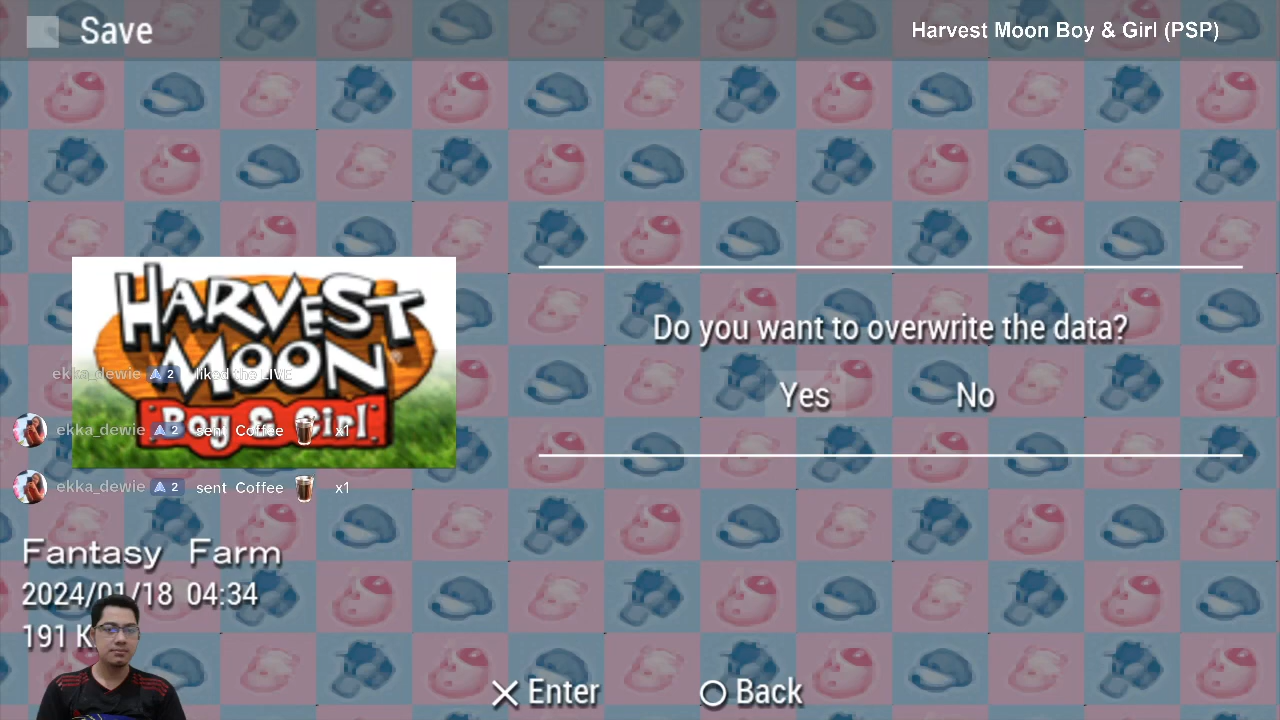 Save
Harvest Moon Boy & Girl (PSP)
HARVEST
MOON
Boy & Girl
Do you want to overwrite the data?
Yes No
ekka_dewie 2 liked the LIVE
ekka_dewie 2 sent Coffee x1
ekka_dewie 2 sent Coffee x1
Fantasy Farm
2024/01/18 04:34
191 K
Enter Back